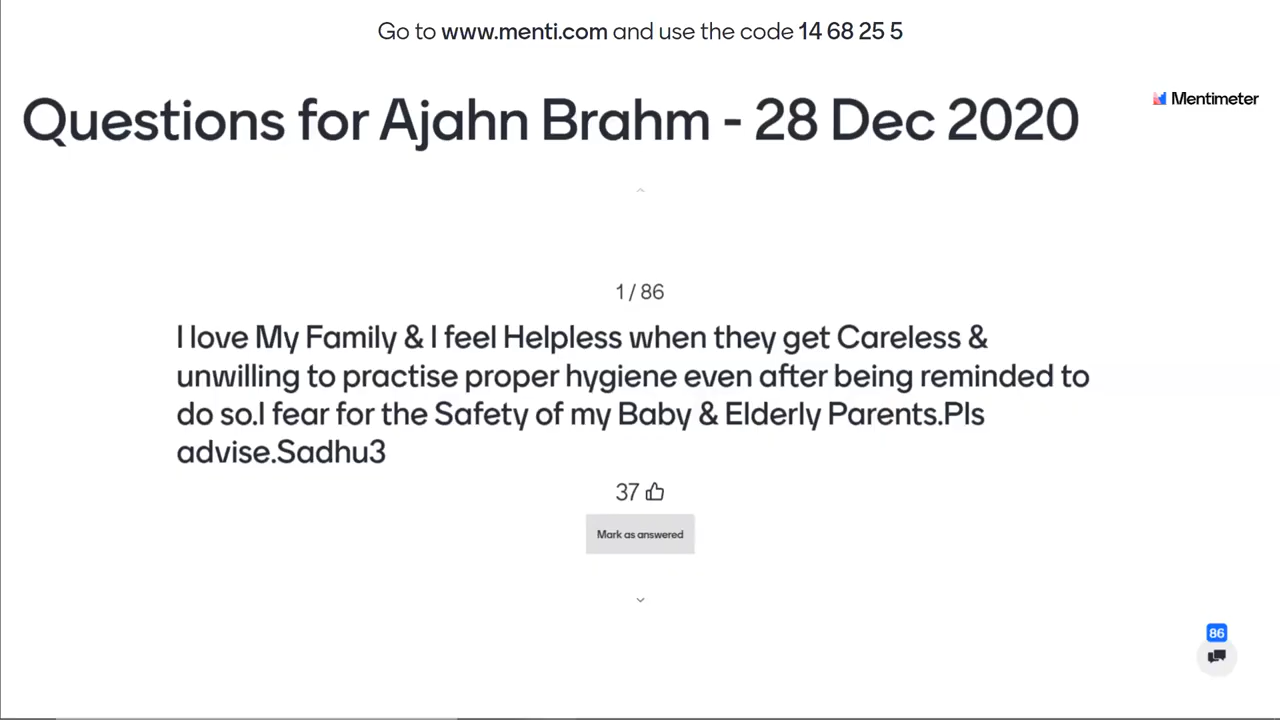 Go to www.menti.com and use the code 14 68 25 5
Questions for Ajahn Brahm - 28 Dec 2020
Mentimeter
1 / 86
I love My Family & I feel Helpless when they get Careless &
unwilling to practise proper hygiene even after being reminded to
do so.I fear for the Safety of my Baby & Elderly Parents.Pls
advise.Sadhu3
37
Mark as answered
86